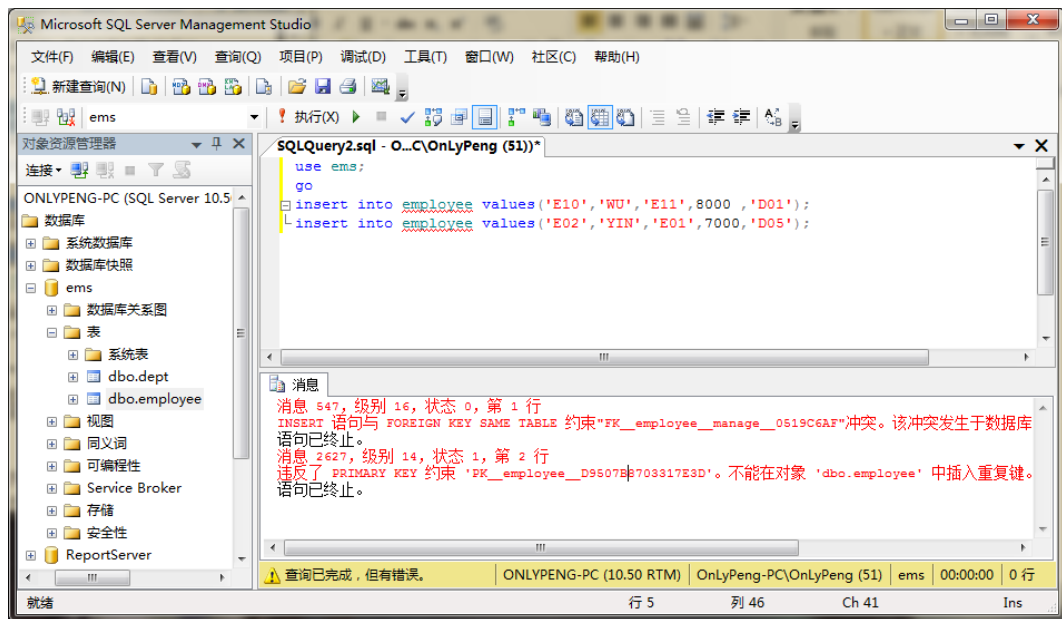 Microsoft SQL Server Management Studio
文件(F) 编辑(E) 查看(V) 查询(Q) 项目(P) 调试(D) 工具(T) 窗口(W) 社区(C) 帮助(H)
新建查询(N)
ems 执行(X)
对象资源管理器
连接
ONLYPENG-PC (SQL Server 10.5
数据库
系统数据库
数据库快照
ems
数据库关系图
表
系统表
dbo.dept
dbo.employee
视图
同义词
可编程性
Service Broker
存储
安全性
ReportServer
SQLQuery2.sql - O...C\OnLyPeng (51))*
use ems;
go
insert into employee values('E10','WU','E11',8000 ,'D01');
insert into employee values('E02','YIN','E01',7000,'D05');
消息
消息 547，级别 16，状态 0，第 1 行
INSERT 语句与 FOREIGN KEY SAME TABLE 约束"FK__employee__manage__0519C6AF"冲突。该冲突发生于数据库
语句已终止。
消息 2627，级别 14，状态 1，第 2 行
违反了 PRIMARY KEY 约束 'PK__employee__D9507B8703317E3D'。不能在对象 'dbo.employee' 中插入重复键。
语句已终止。
查询已完成，但有错误。 ONLYPENG-PC (10.50 RTM) OnLyPeng-PC\OnLyPeng (51) ems 00:00:00 0 行
就绪 行 5 列 46 Ch 41 Ins